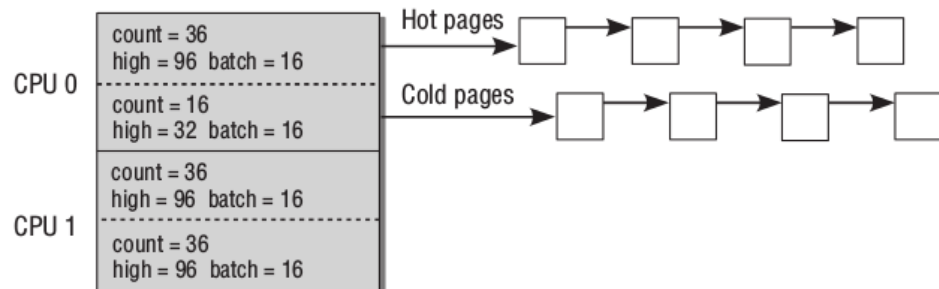 CPU 0
count = 36
high = 96 batch = 16
count = 16
high = 32 batch = 16
CPU 1
count = 36
high = 96 batch = 16
count = 36
high = 96 batch = 16
Hot pages
Cold pages